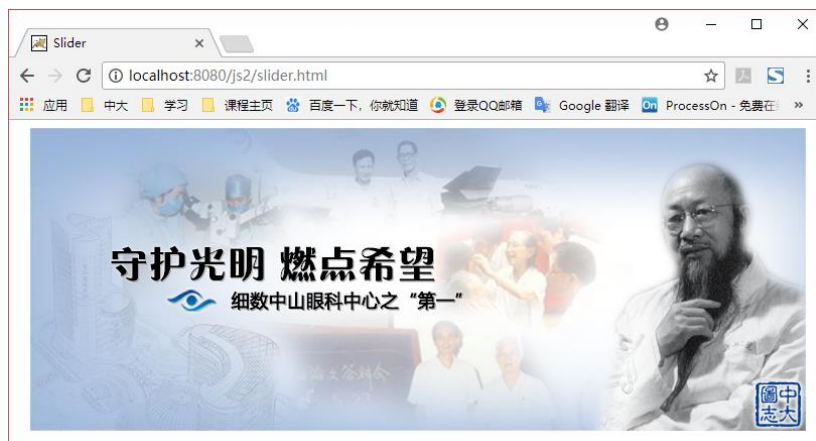 Slider
localhost:8080/js2/slider.html
应用 中大 学习 课程主页 百度一下，你就知道 登录QQ邮箱 Google 翻译 ProcessOn - 免费在
守护光明 燃点希望
细数中山眼科中心之“第一”
中大
圖志